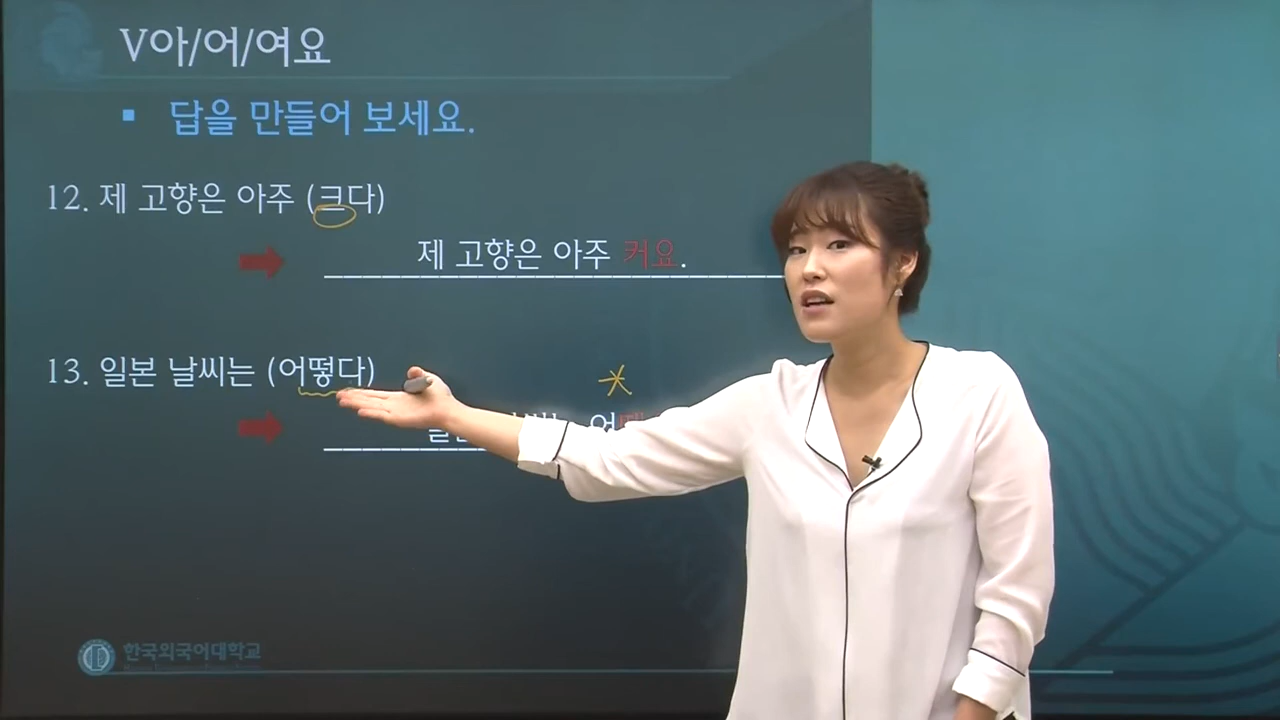 V아/어/여요
▪ 답을 만들어 보세요.
12. 제 고향은 아주 (크다)
제 고향은 아주 커요.
13. 일본 날씨는 (어떻다)
한국외국어대학교